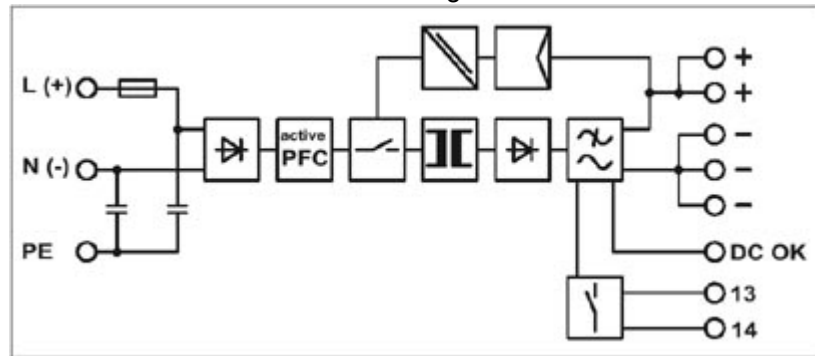 L (+)
N (-)
PE
active
PFC
+
+
-
-
-
DC OK
13
14